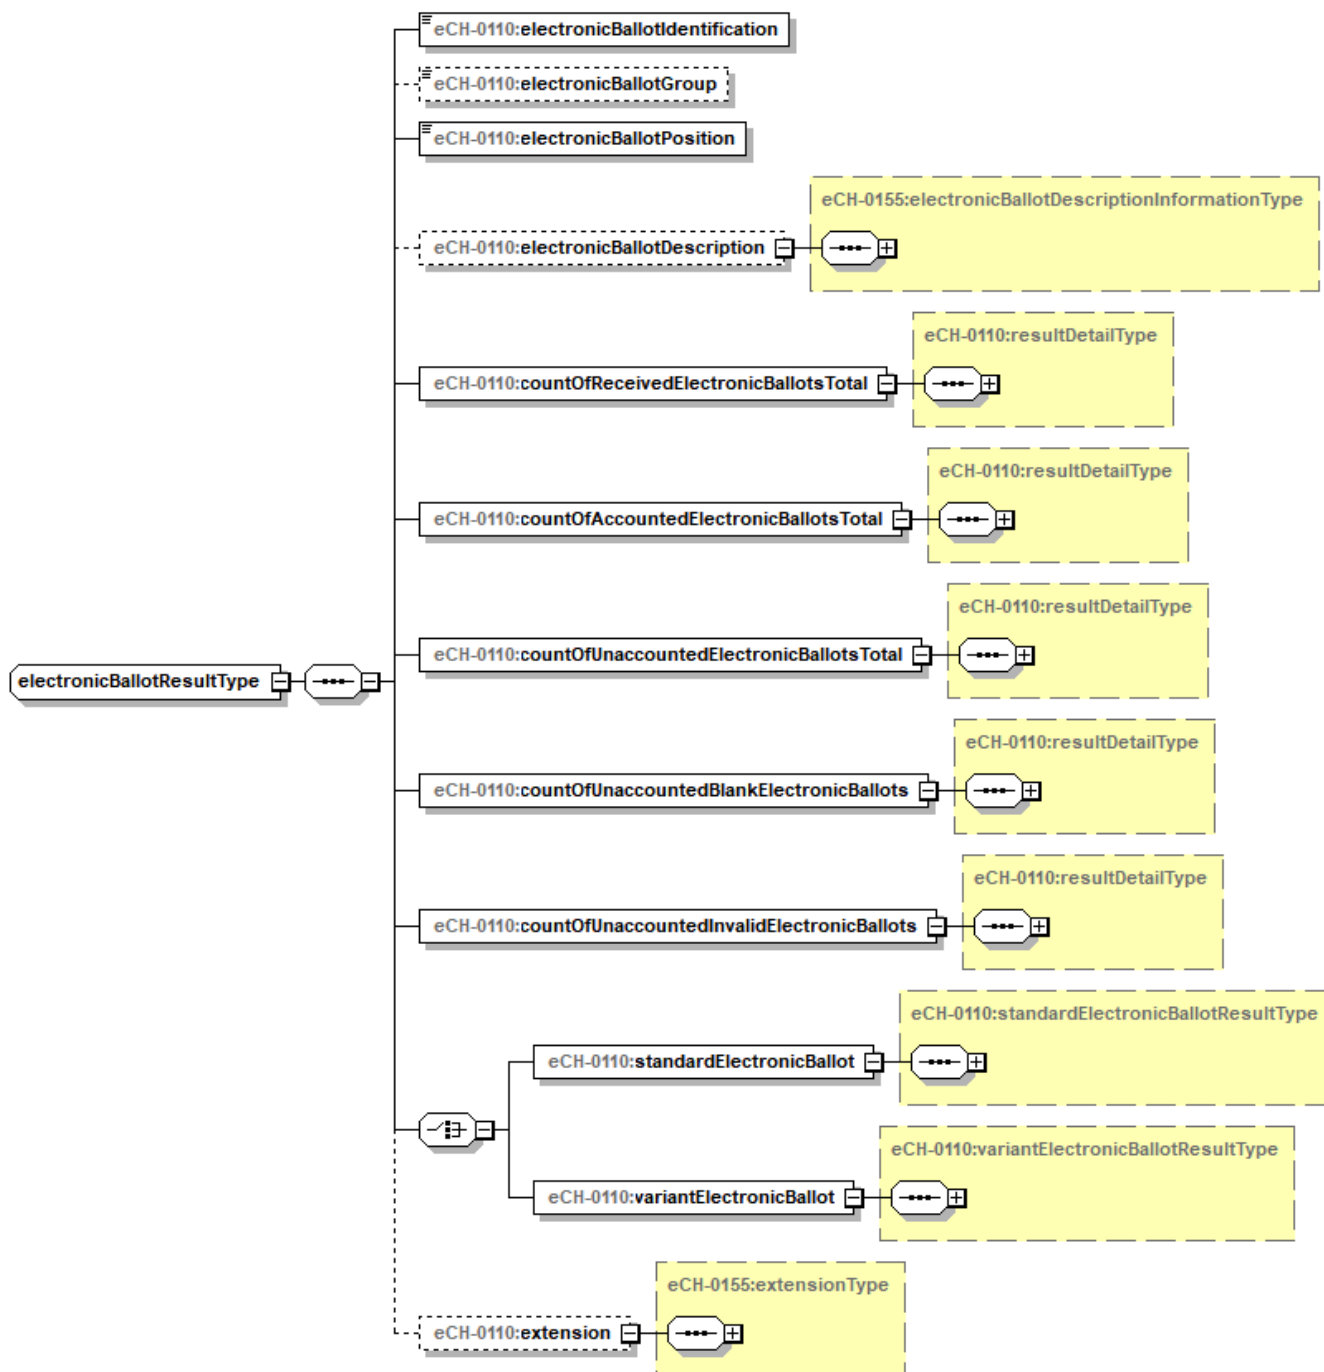 eCH-0110:electronicBallotIdentification
eCH-0110:electronicBallotGroup
eCH-0110:electronicBallotPosition
eCH-0155:electronicBallotDescriptionInformationType
eCH-0110:electronicBallotDescription
eCH-0110:resultDetailType
eCH-0110:countOfReceivedElectronicBallotsTotal
eCH-0110:resultDetailType
eCH-0110:countOfAccountedElectronicBallotsTotal
eCH-0110:resultDetailType
eCH-0110:countOfUnaccountedElectronicBallotsTotal
electronicBallotResultType
eCH-0110:resultDetailType
eCH-0110:countOfUnaccountedBlankElectronicBallots
eCH-0110:resultDetailType
eCH-0110:countOfUnaccountedInvalidElectronicBallots
eCH-0110:standardElectronicBallotResultType
eCH-0110:standardElectronicBallot
eCH-0110:variantElectronicBallotResultType
eCH-0110:variantElectronicBallot
eCH-0155:extensionType
eCH-0110:extension